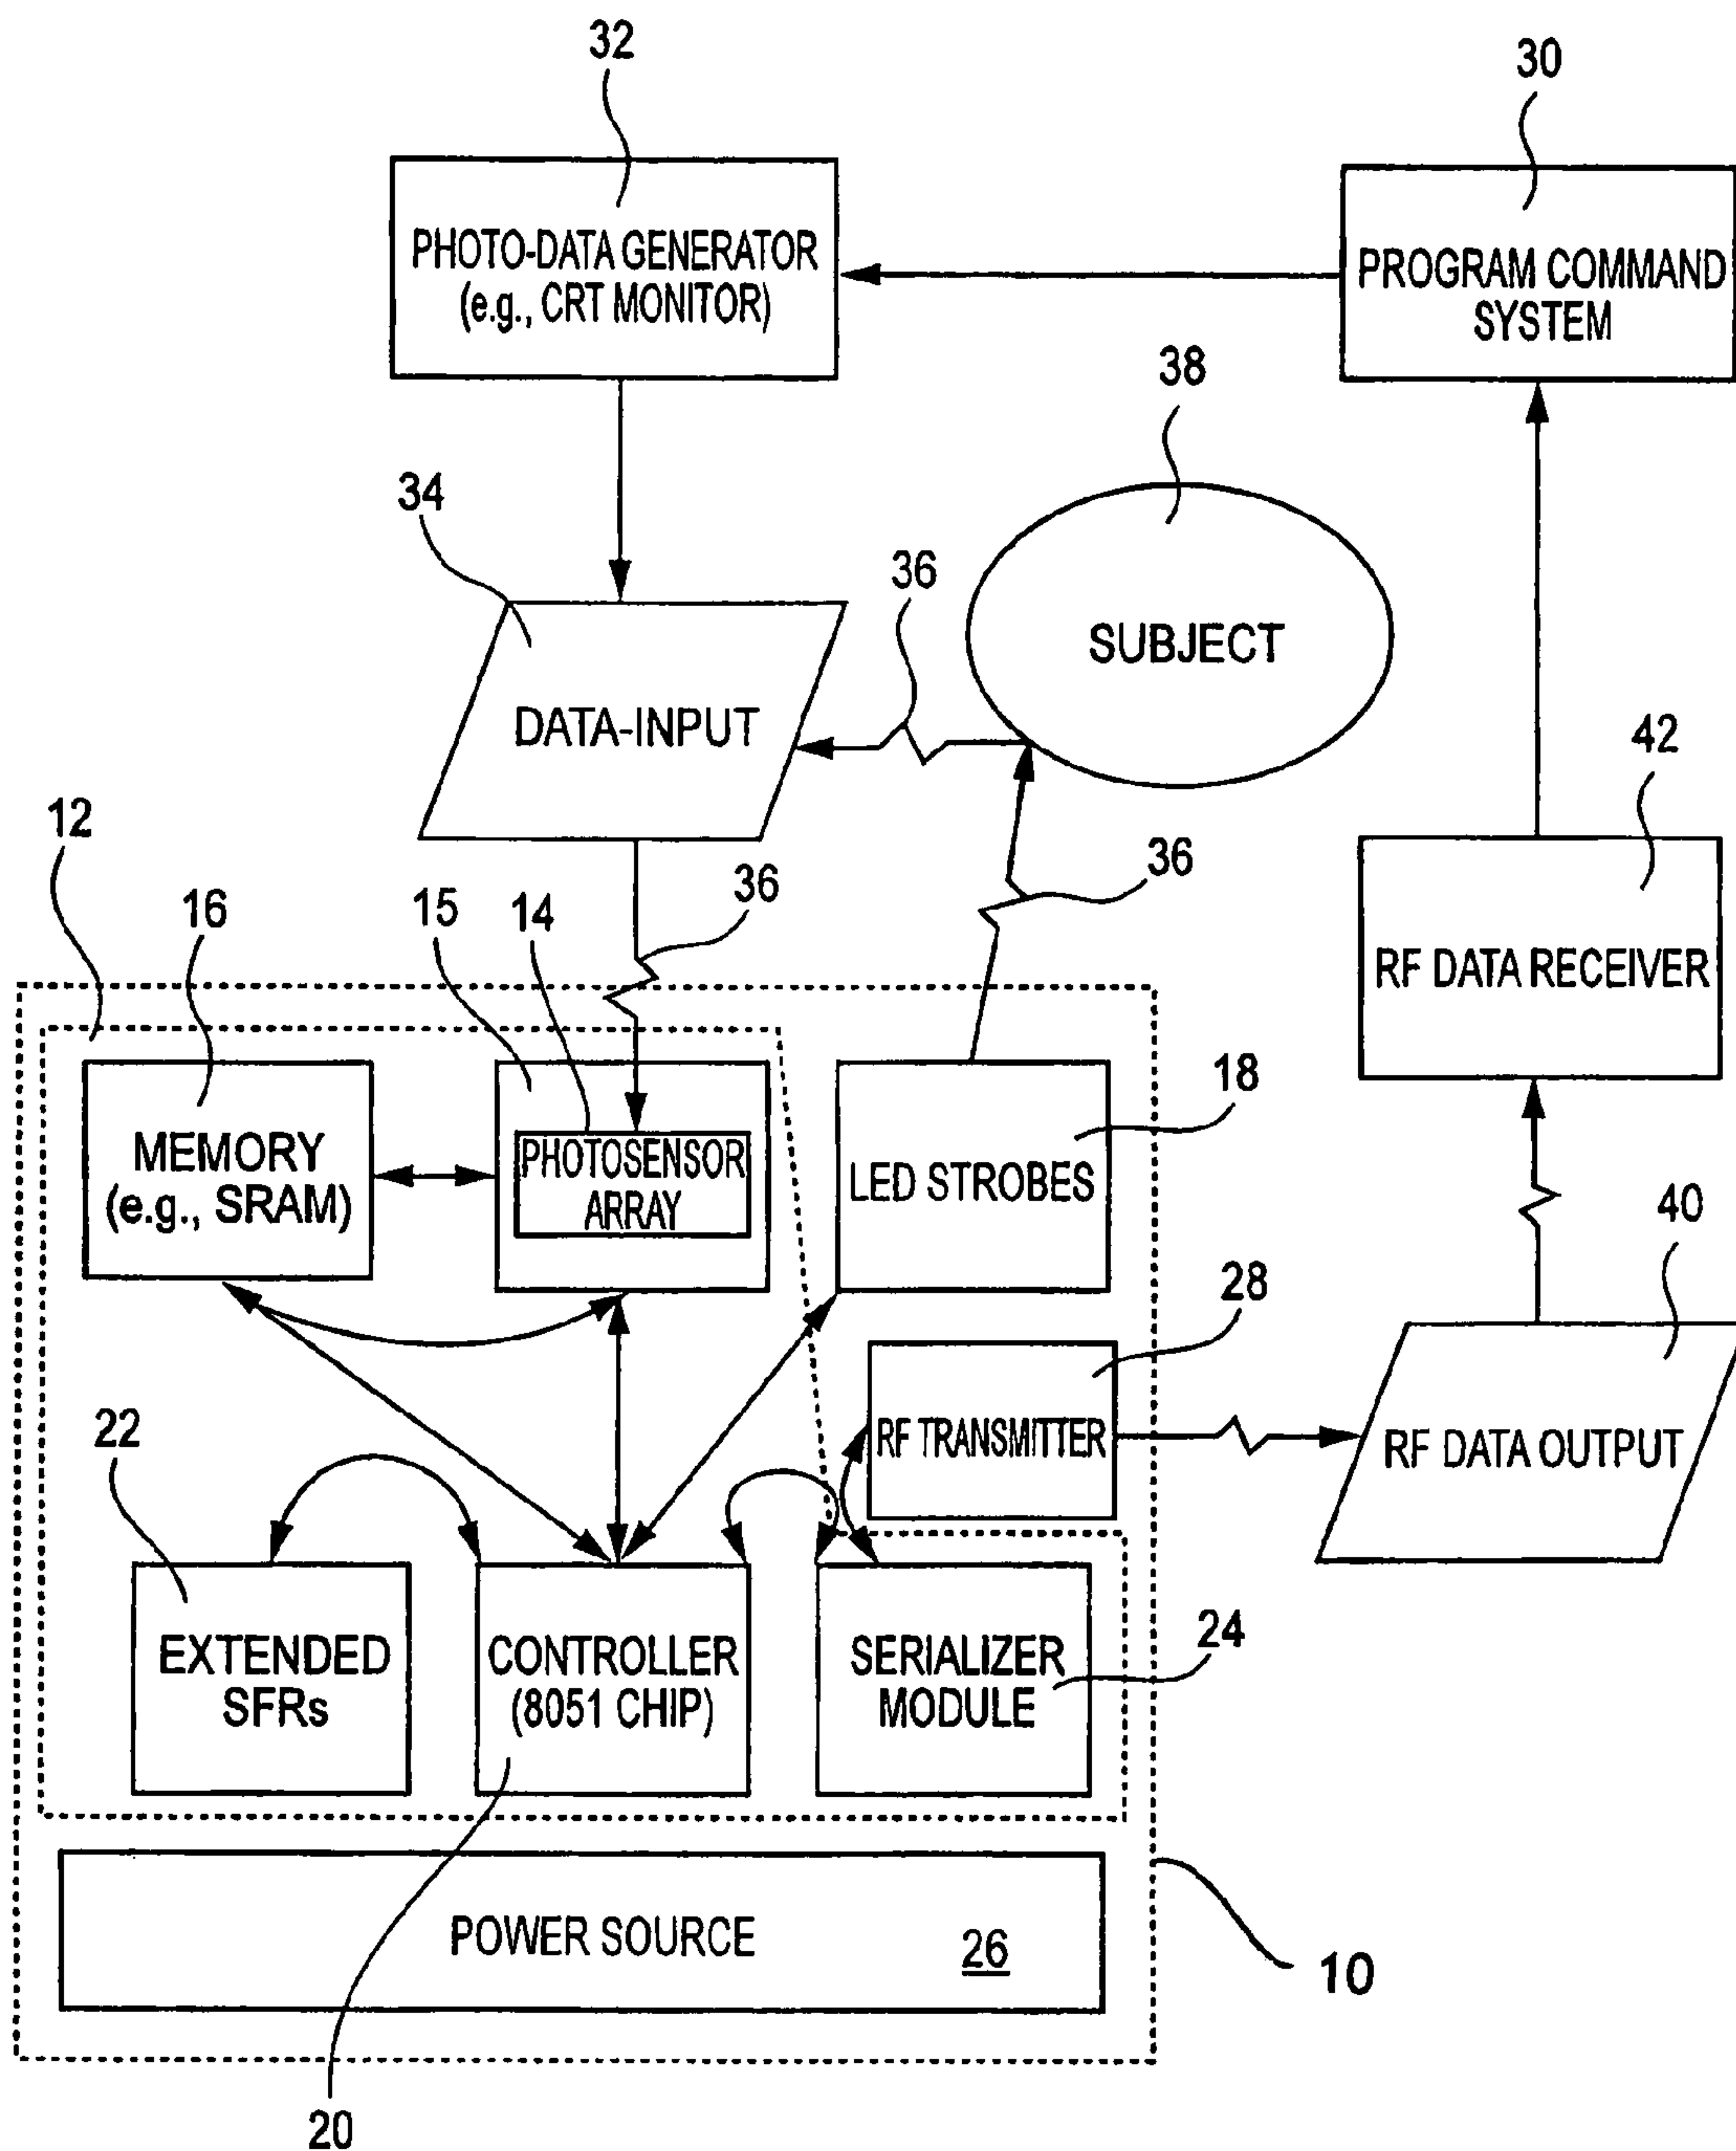 32
30
PHOTO-DATA GENERATOR
(e.g., CRT MONITOR)
PROGRAM COMMAND
SYSTEM
38
34
36
SUBJECT
DATA-INPUT
42
12
36
16
15
14
36
RF DATA RECEIVER
18
MEMORY
(e.g., SRAM)
PHOTOSENSOR
ARRAY
LED STROBES
40
28
22
RF TRANSMITTER
RF DATA OUTPUT
24
EXTENDED
SFRs
CONTROLLER
(8051 CHIP)
SERIALIZER
MODULE
POWER SOURCE
26
10
20